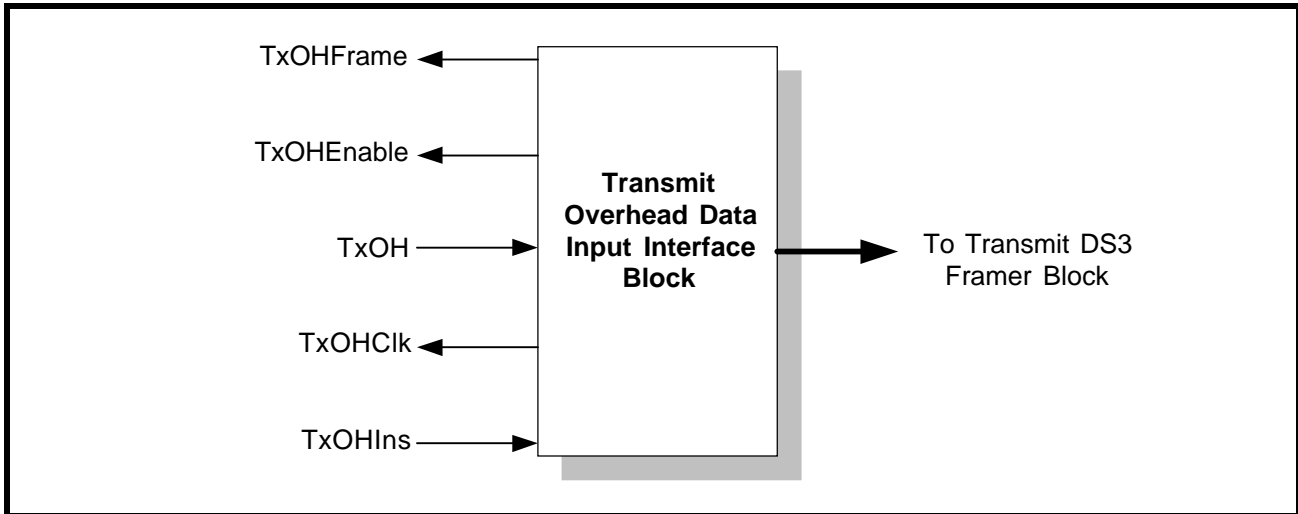 TxOHFrame
TxOHEnable
TxOH
TxOHClk
TxOHIns
Transmit
Overhead Data
Input Interface
Block
To Transmit DS3
Framer Block